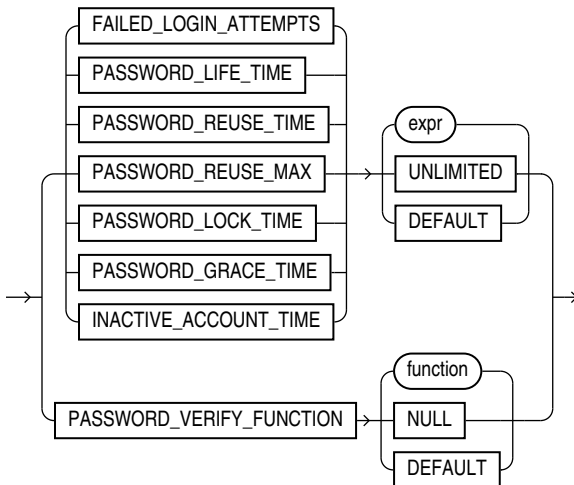 FAILED_LOGIN_ATTEMPTS
PASSWORD_LIFE_TIME
PASSWORD_REUSE_TIME
PASSWORD_REUSE_MAX
PASSWORD_LOCK_TIME
PASSWORD_GRACE_TIME
INACTIVE_ACCOUNT_TIME
expr
UNLIMITED
DEFAULT
PASSWORD_VERIFY_FUNCTION
function
NULL
DEFAULT